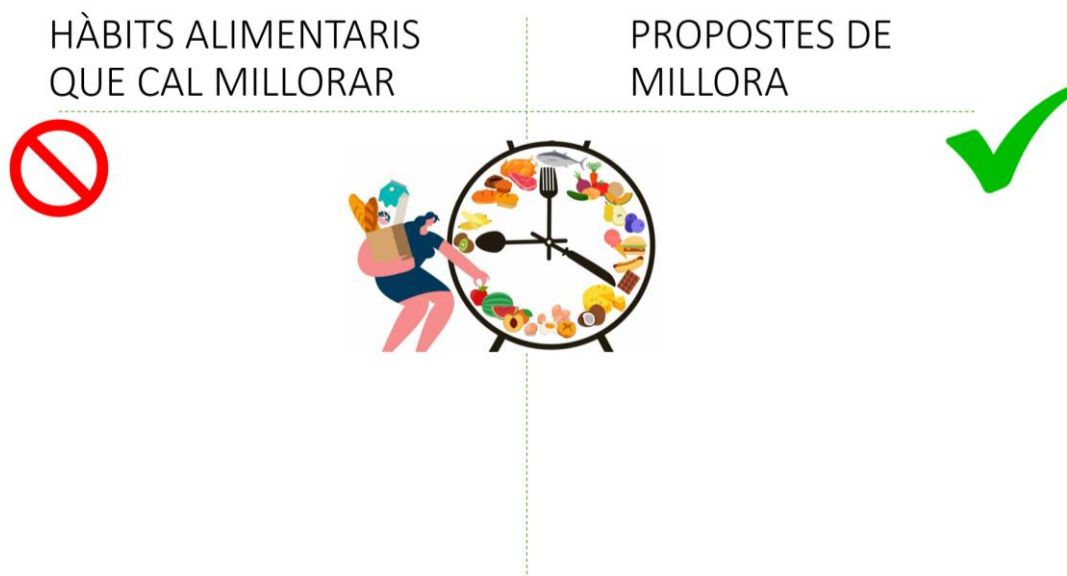 HÀBITS ALIMENTARIS
QUE CAL MILLORAR
PROPOSTES DE
MILLORA